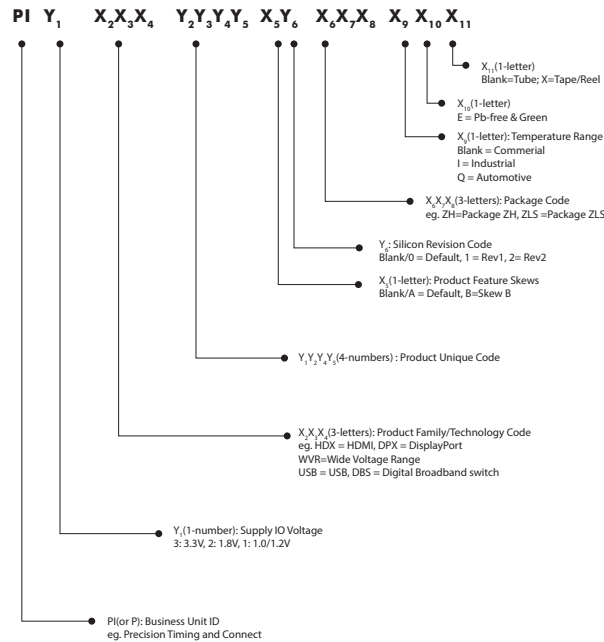 PI Y1 X2X3X4 Y2Y3Y4Y5 X5Y6 X6X7X8 X9 X10 X11
X11(1-letter)
Blank=Tube; X=Tape/Reel
X10(1-letter)
E = Pb-free & Green
X9(1-letter): Temperature Range
Blank = Commerial
I = Industrial
Q = Automotive
X6X7X8(3-letters): Package Code
eg. ZH=Package ZH, ZLS =Package ZLS
Y6: Silicon Revision Code
Blank/0 = Default, 1 = Rev1, 2= Rev2
X5(1-letter): Product Feature Skews
Blank/A = Default, B=Skew B
Y1Y2Y4Y5(4-numbers) : Product Unique Code
X2X3X4(3-letters): Product Family/Technology Code
eg. HDX = HDMI, DPX = DisplayPort
WVR=Wide Voltage Range
USB = USB, DBS = Digital Broadband switch
Y1(1-number): Supply IO Voltage
3: 3.3V, 2: 1.8V, 1: 1.0/1.2V
PI(or P): Business Unit ID
eg. Precision Timing and Connect